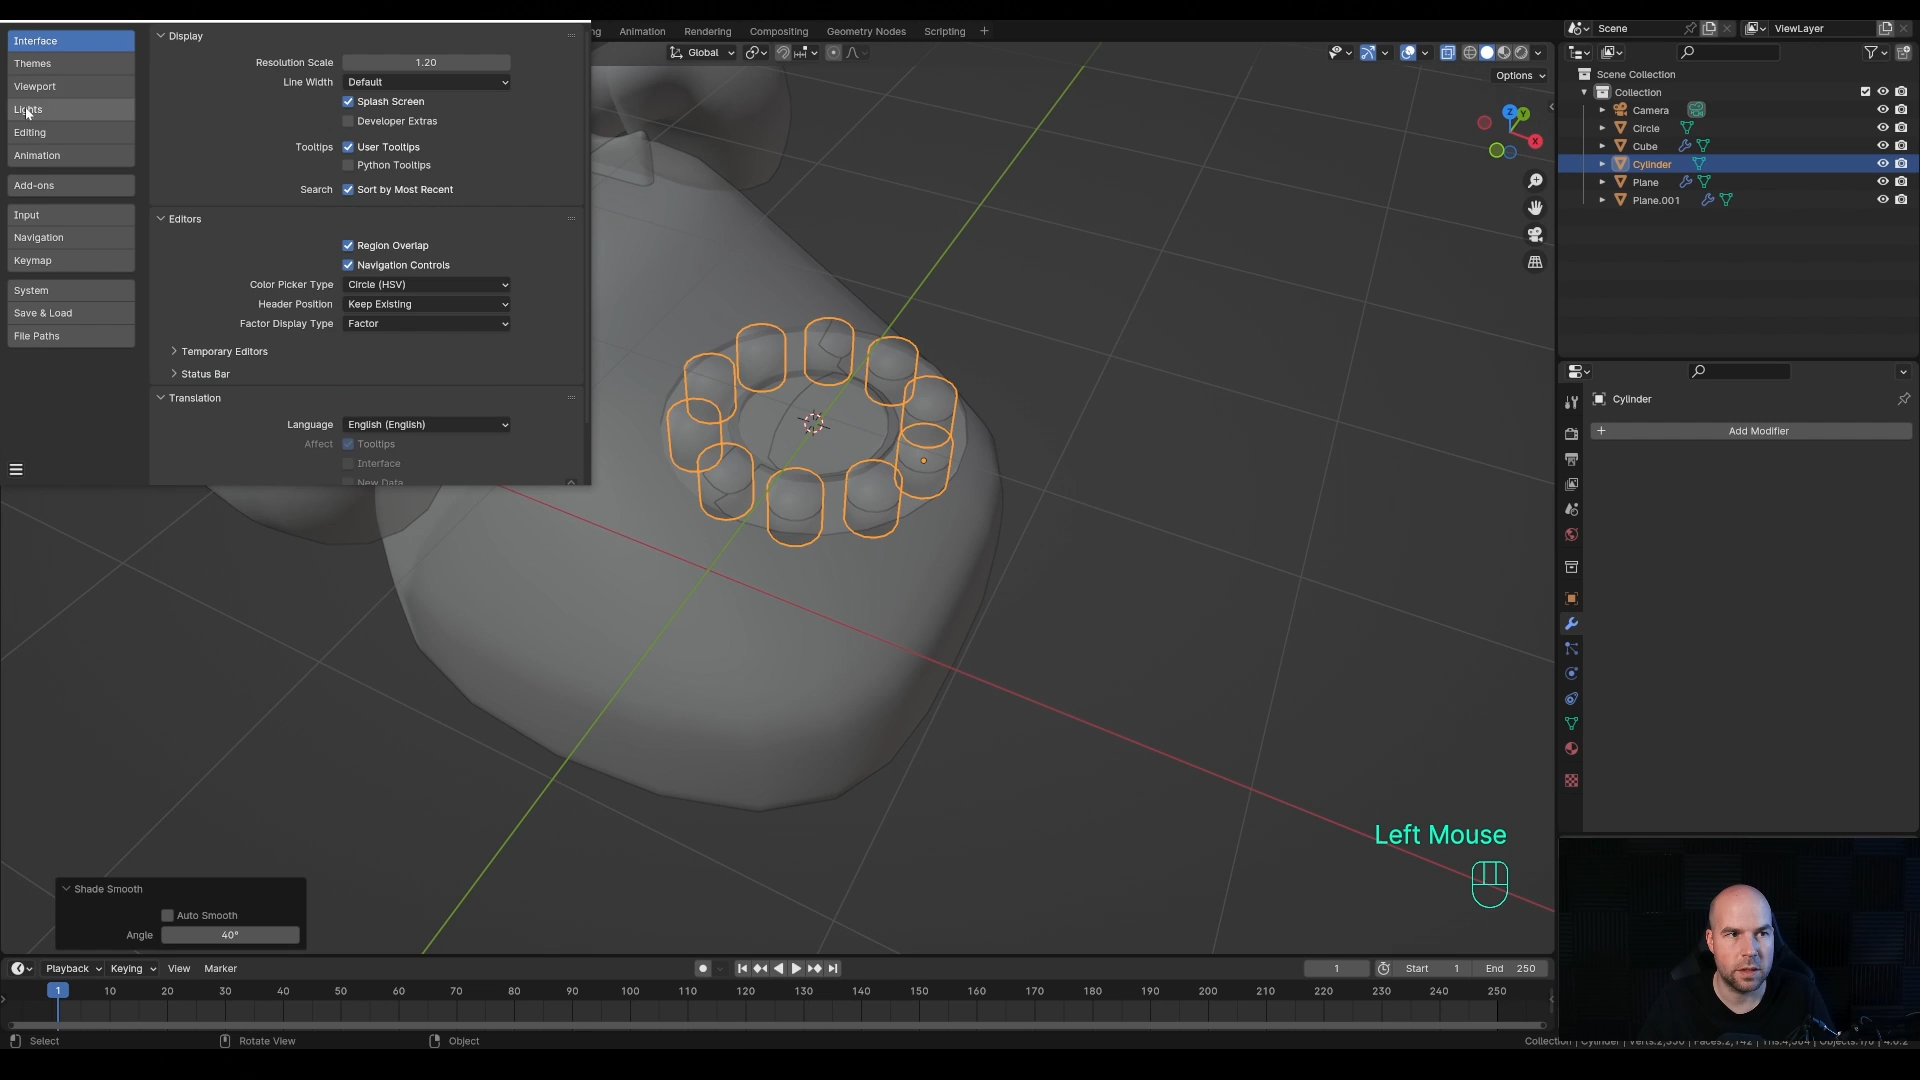 Interface
Themes
Viewport
Lights
Editing
Animation
Add-ons
Input
Navigation
Keymap
System
Save & Load
File Paths
Display
Resolution Scale 1.20
Line Width Default
Splash Screen
Developer Extras
Tooltips User Tooltips
Python Tooltips
Search Sort by Most Recent
Editors
Region Overlap
Navigation Controls
Color Picker Type Circle (HSV)
Header Position Keep Existing
Factor Display Type Factor
Temporary Editors
Status Bar
Translation
Language English (English)
Affect Tooltips
Interface
New Data
Animation Rendering Compositing Geometry Nodes Scripting
Global
Options
Z Y X
Scene ViewLayer
Scene Collection
Collection
Camera
Circle
Cube
Cylinder
Plane
Plane.001
Cylinder
Add Modifier
Left Mouse
Shade Smooth
Auto Smooth
Angle 40°
Playback Keying View Marker
1 Start 1 End 250
1 10 20 30 40 50 60 70 80 90 100 110 120 130 140 150 160 170 180 190 200 210 220 230 240 250
Select Rotate View Object